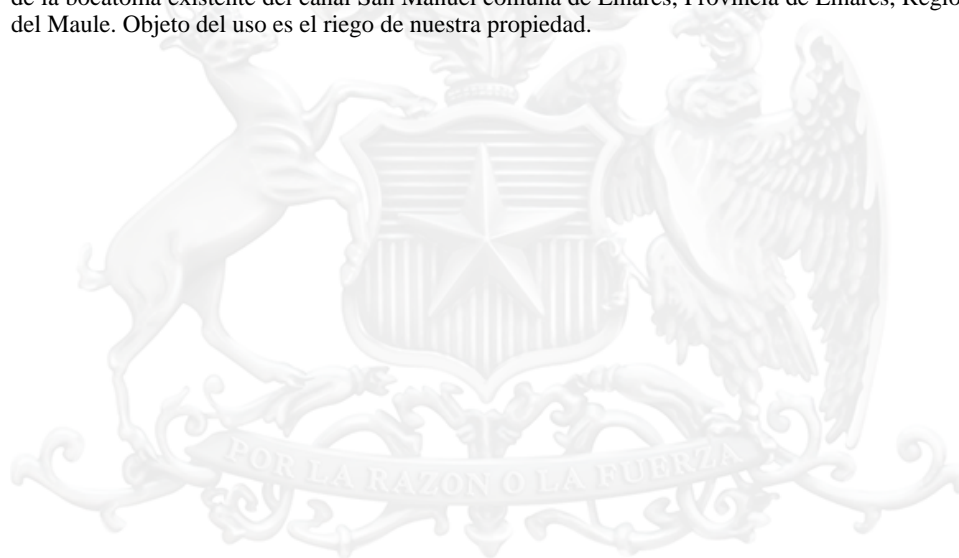 de la bocatoma existente del canal San Manuel comuna de Linares, Provincia de Linares, Regió
del Maule. Objeto del uso es el riego de nuestra propiedad.
POR LA RAZON O LA FUERZA